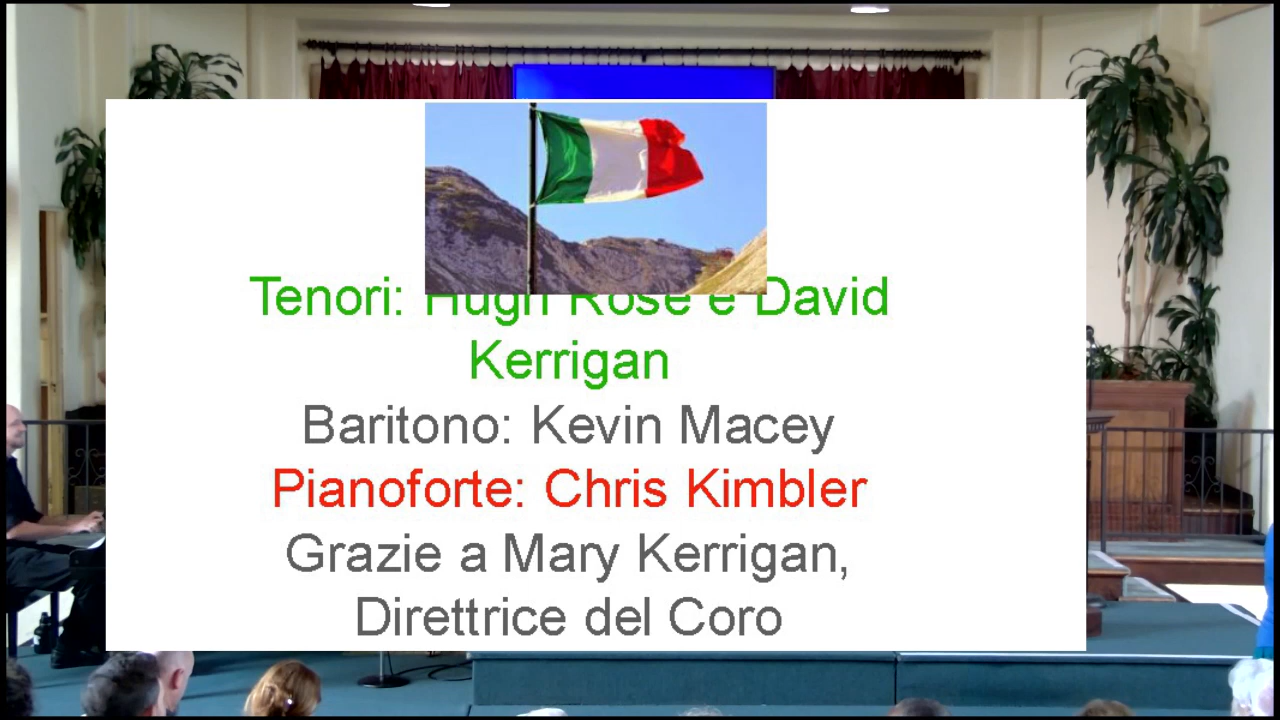 Tenori: Hugh Rose e David
Kerrigan
Baritono: Kevin Macey
Pianoforte: Chris Kimbler
Grazie a Mary Kerrigan,
Direttrice del Coro